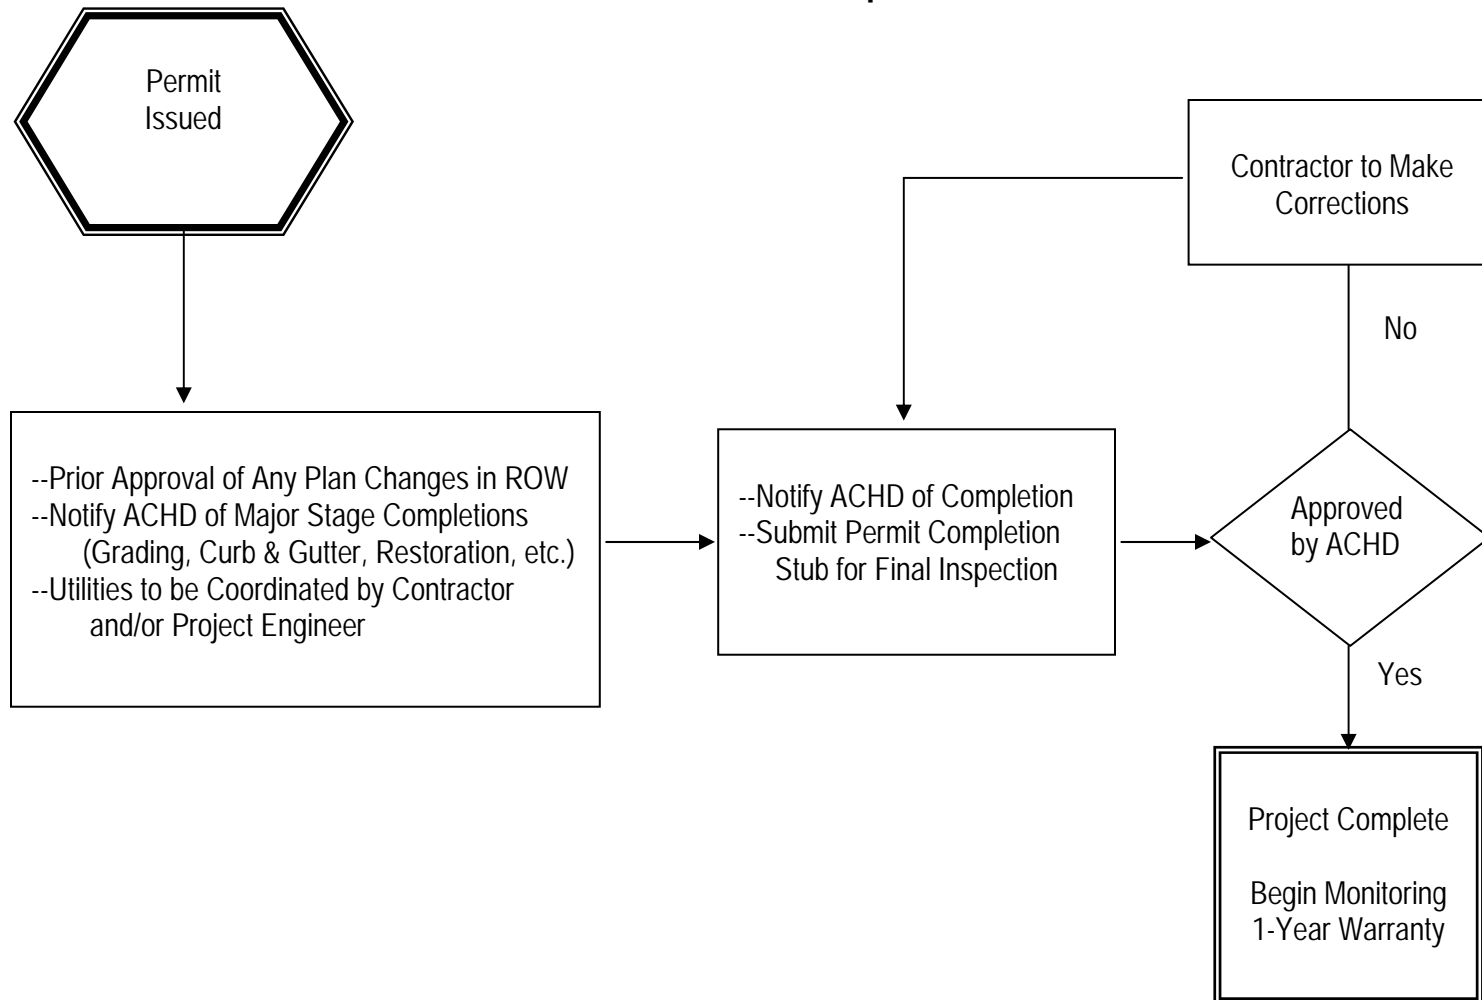 Permit
Issued
Contractor to Make
Corrections
No
--Prior Approval of Any Plan Changes in ROW
--Notify ACHD of Major Stage Completions
(Grading, Curb & Gutter, Restoration, etc.)
--Utilities to be Coordinated by Contractor
and/or Project Engineer
--Notify ACHD of Completion
--Submit Permit Completion
Stub for Final Inspection
Approved
by ACHD
Yes
Project Complete
Begin Monitoring
1-Year Warranty